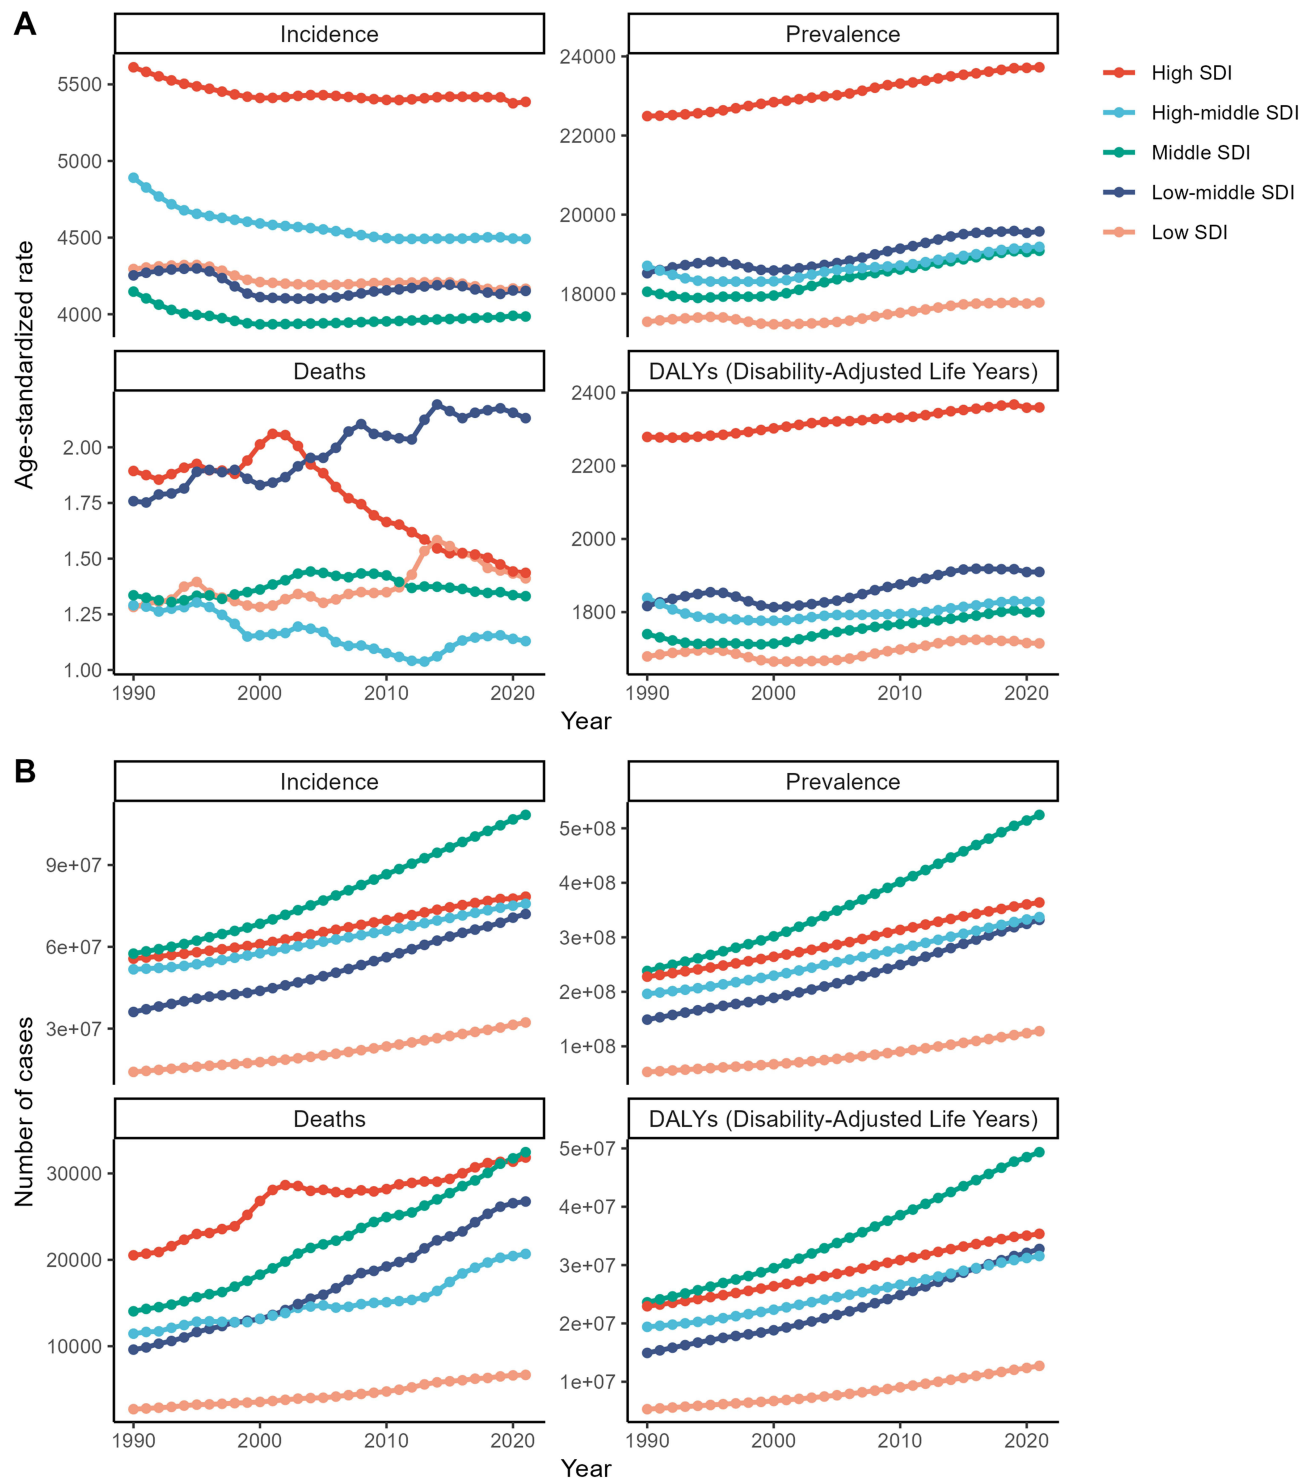 A
Incidence
Prevalence
5500
5000
4500
4000
24000
22000
20000
18000
High SDI
High-middle SDI
Middle SDI
Low-middle SDI
Low SDI
Age-standardized rate
Deaths
DALYs (Disability-Adjusted Life Years)
2.00
1.75
1.50
1.25
1.00
2400
2200
2000
1800
1990 2000 2010 2020
1990 2000 2010 2020
Year
B
Incidence
Prevalence
9e+07
6e+07
3e+07
5e+08
4e+08
3e+08
2e+08
1e+08
Number of cases
Deaths
DALYs (Disability-Adjusted Life Years)
30000
20000
10000
5e+07
4e+07
3e+07
2e+07
1e+07
1990 2000 2010 2020
1990 2000 2010 2020
Year